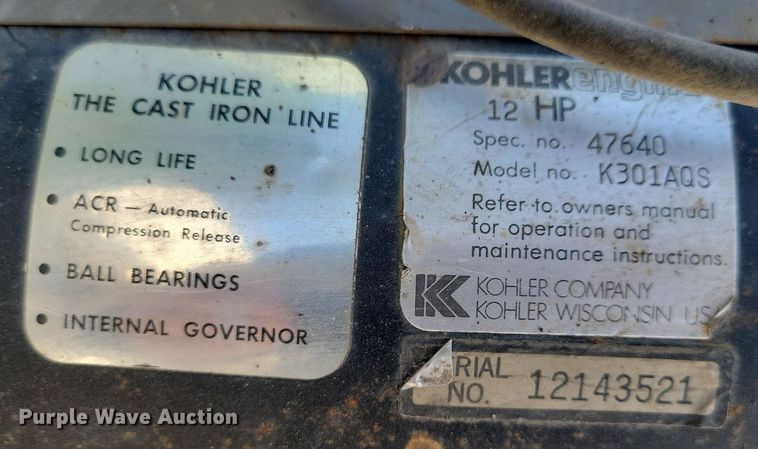 KOHLER
THE CAST IRON LINE
• LONG LIFE
• ACR — Automatic
Compression Release
• BALL BEARINGS
• INTERNAL GOVERNOR
KOHLER
12 HP
Spec. no. 47640
Model no. K301AQS
Refer to owners manual
for operation and
maintenance instructions.
KOHLER COMPANY
KOHLER WISCONSIN US
RIAL
NO. 12143521
Purple Wave Auction